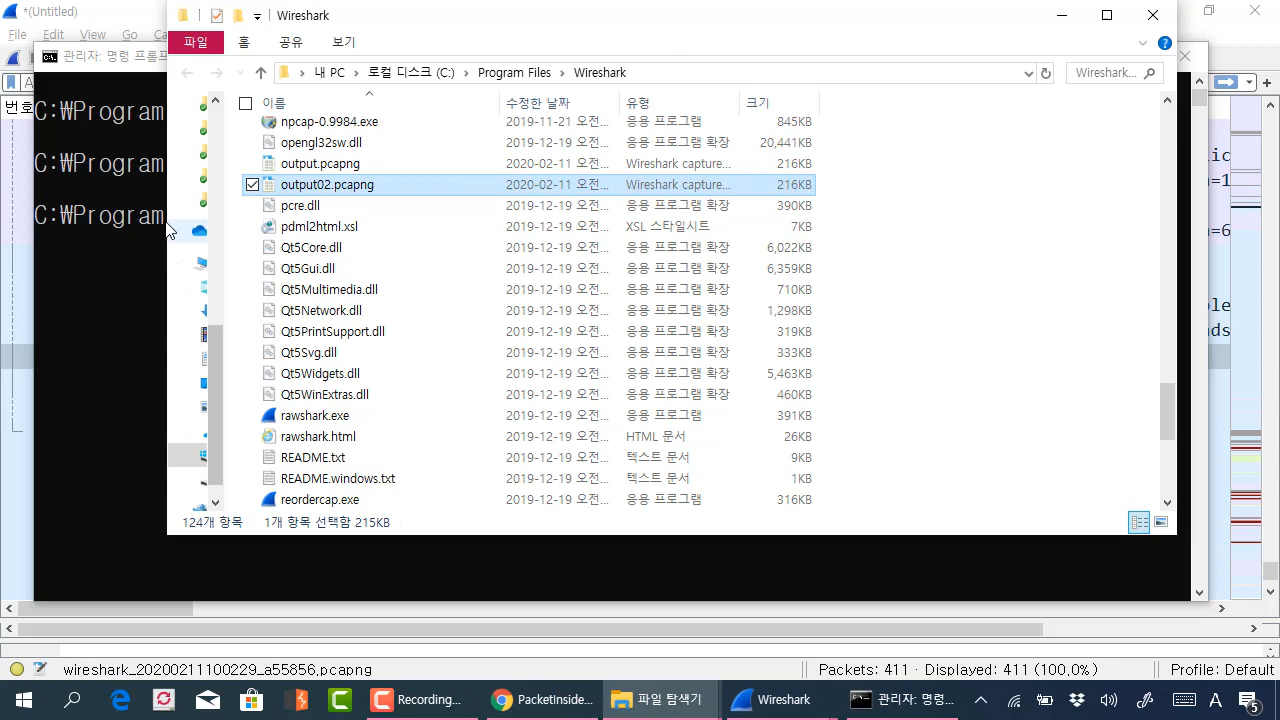 *(Untitled)
File Edit View Go
관리자: 명령 프롬프
번호
C:₩Program
C:₩Program
C:₩Program
Wireshark
파일 홈 공유 보기
내 PC > 로컬 디스크 (C:) > Program Files > Wireshark
Wireshark...
이름 수정한 날짜 유형 크기
npcap-0.9984.exe 2019-11-21 오전... 응용 프로그램 845KB
opengl32sw.dll 2019-12-19 오전... 응용 프로그램 확장 20,441KB
output.pcapng 2020-02-11 오전... Wireshark capture... 216KB
output02.pcapng 2020-02-11 오전... Wireshark capture... 216KB
pcre.dll 2019-12-19 오전... 응용 프로그램 확장 390KB
pdml2html.xsl 2019-12-19 오전... XSL 스타일시트 7KB
Qt5Core.dll 2019-12-19 오전... 응용 프로그램 확장 6,022KB
Qt5Gui.dll 2019-12-19 오전... 응용 프로그램 확장 6,359KB
Qt5Multimedia.dll 2019-12-19 오전... 응용 프로그램 확장 710KB
Qt5Network.dll 2019-12-19 오전... 응용 프로그램 확장 1,298KB
Qt5PrintSupport.dll 2019-12-19 오전... 응용 프로그램 확장 319KB
Qt5Svg.dll 2019-12-19 오전... 응용 프로그램 확장 333KB
Qt5Widgets.dll 2019-12-19 오전... 응용 프로그램 확장 5,463KB
Qt5WinExtras.dll 2019-12-19 오전... 응용 프로그램 확장 460KB
rawshark.exe 2019-12-19 오전... 응용 프로그램 391KB
rawshark.html 2019-12-19 오전... HTML 문서 26KB
README.txt 2019-12-19 오전... 텍스트 문서 9KB
README.windows.txt 2019-12-19 오전... 텍스트 문서 1KB
reordercap.exe 2019-12-19 오전... 응용 프로그램 316KB
124개 항목 1개 항목 선택함 215KB
wireshark_20200211100229_a55856.pcapng Packets: 411 · Displayed: 411 (100.0%) Profile: Default
Recording... PacketInside... 파일 탐색기 Wireshark 관리자: 명령... A 5